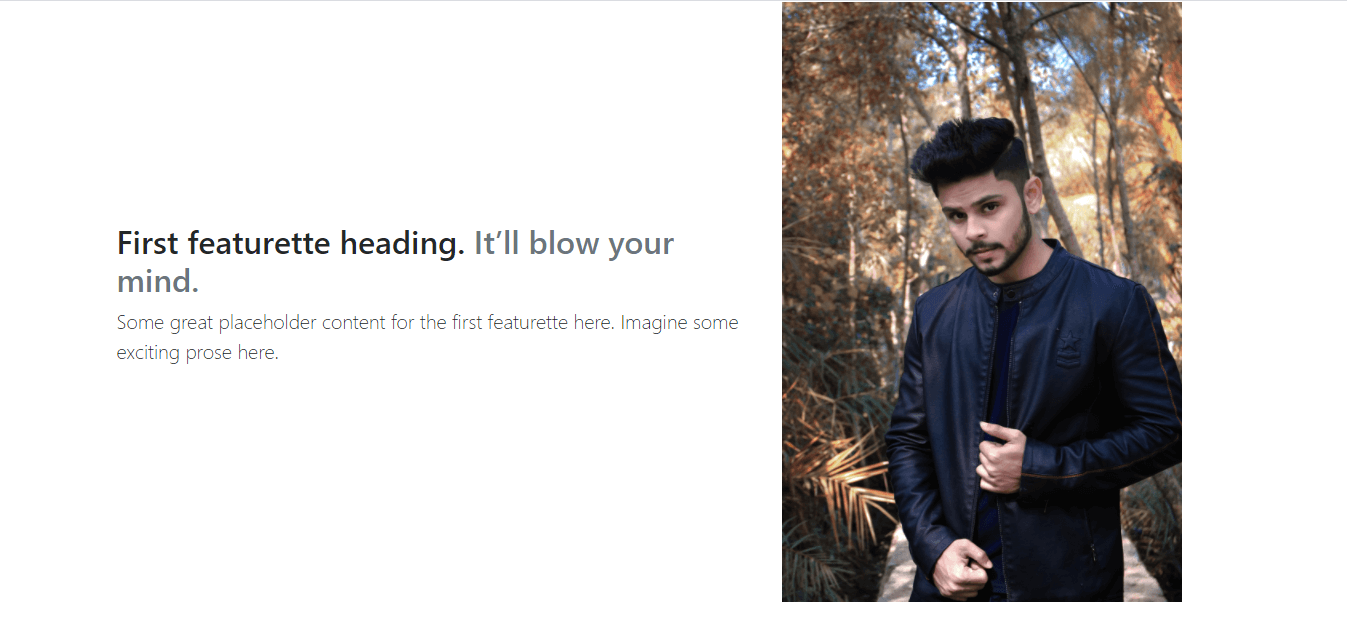 First featurette heading. It’ll blow your
mind.
Some great placeholder content for the first featurette here. Imagine some
exciting prose here.